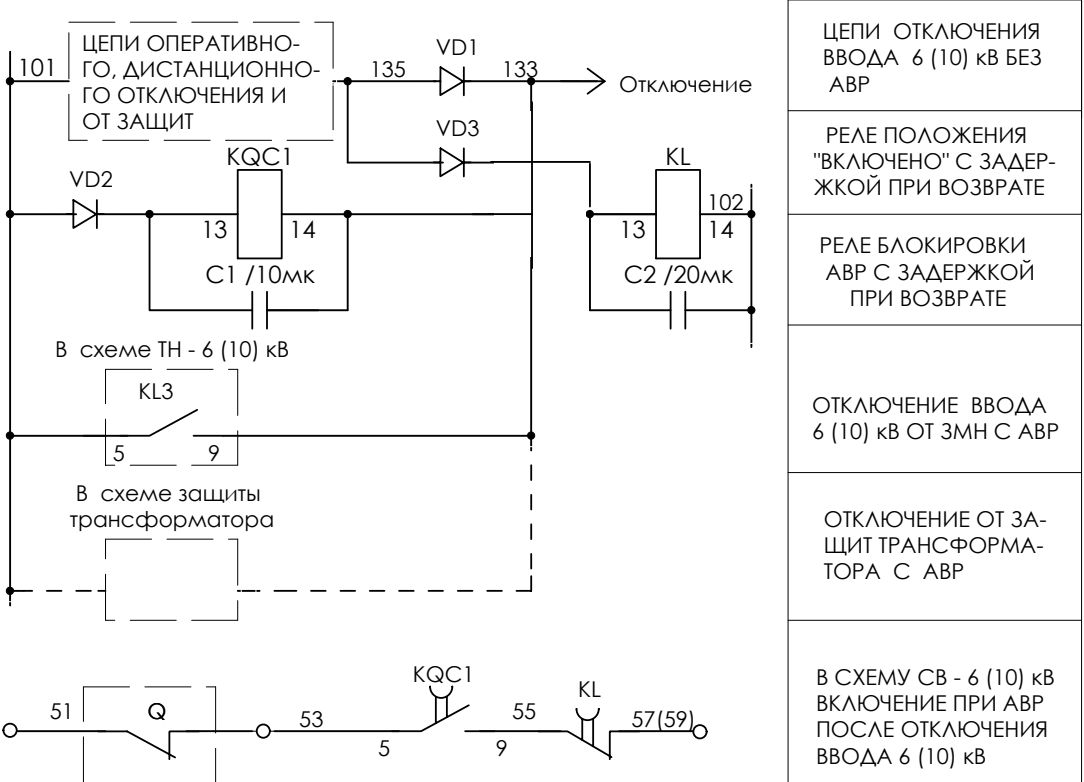 101
ЦЕПИ ОПЕРАТИВНО-
ГО, ДИСТАНЦИОННО-
ГО ОТКЛЮЧЕНИЯ И
ОТ ЗАЩИТ
135
VD1
133
Отключение
VD3
VD2
KQC1
13
14
C1 /10мк
KL
102
13
14
C2 /20мк
В схеме ТН - 6 (10) кВ
KL3
5
9
В схеме защиты
трансформатора
51
Q
53
KQC1
5
9
55
KL
57(59)
ЦЕПИ ОТКЛЮЧЕНИЯ
ВВОДА 6 (10) кВ БЕЗ
АВР
РЕЛЕ ПОЛОЖЕНИЯ
"ВКЛЮЧЕНО" С ЗАДЕР-
ЖКОЙ ПРИ ВОЗВРАТЕ
РЕЛЕ БЛОКИРОВКИ
АВР С ЗАДЕРЖКОЙ
ПРИ ВОЗВРАТЕ
ОТКЛЮЧЕНИЕ ВВОДА
6 (10) кВ ОТ ЗМН С АВР
ОТКЛЮЧЕНИЕ ОТ ЗА-
ЩИТ ТРАНСФОРМА-
ТОРА С АВР
В СХЕМУ СВ - 6 (10) кВ
ВКЛЮЧЕНИЕ ПРИ АВР
ПОСЛЕ ОТКЛЮЧЕНИЯ
ВВОДА 6 (10) кВ